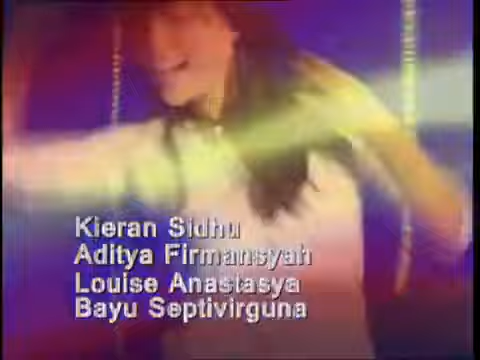 Kieran Sidhu
Aditya Firmansyah
Louise Anastasya
Bayu Septivirguna